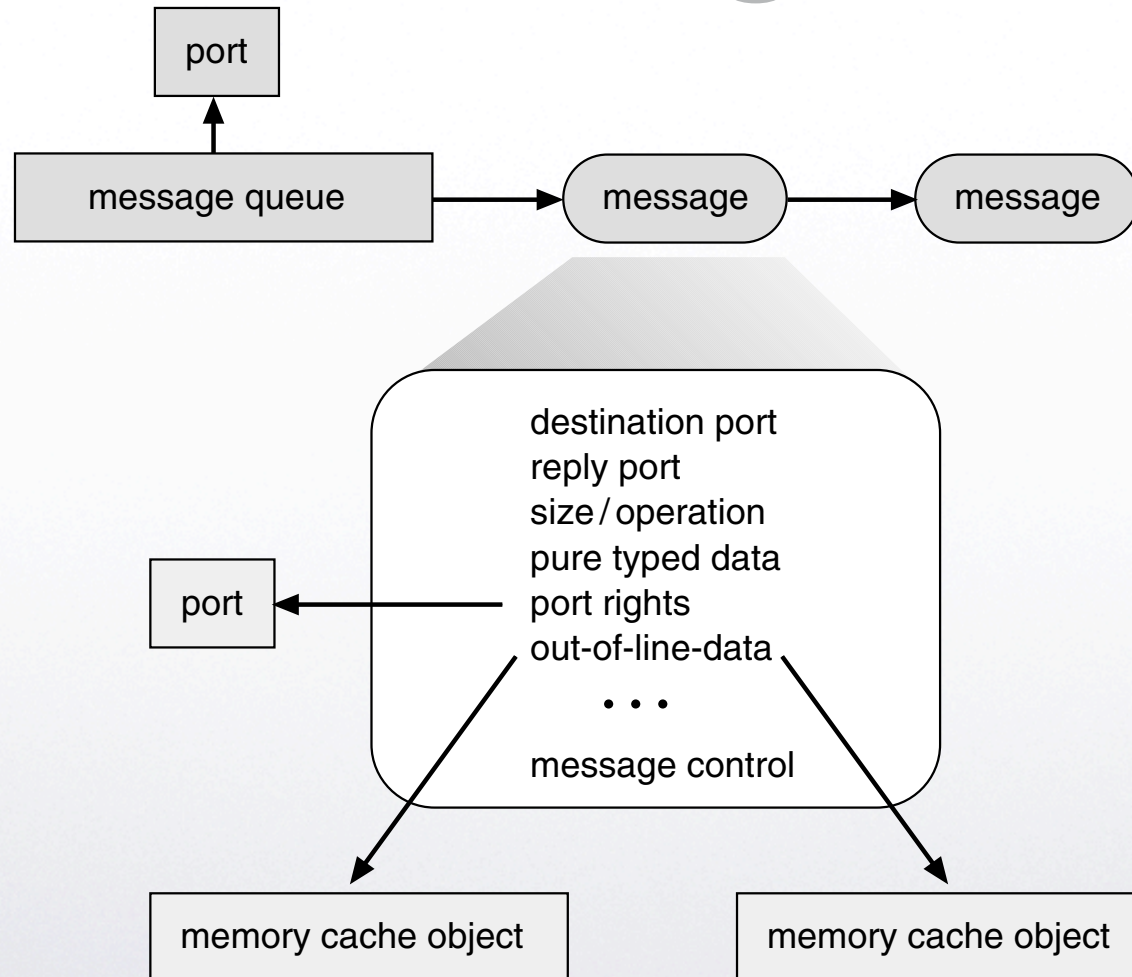 port
message queue
message
message
destination port
reply port
size / operation
pure typed data
port
port rights
out-of-line-data
• • •
message control
memory cache object
memory cache object